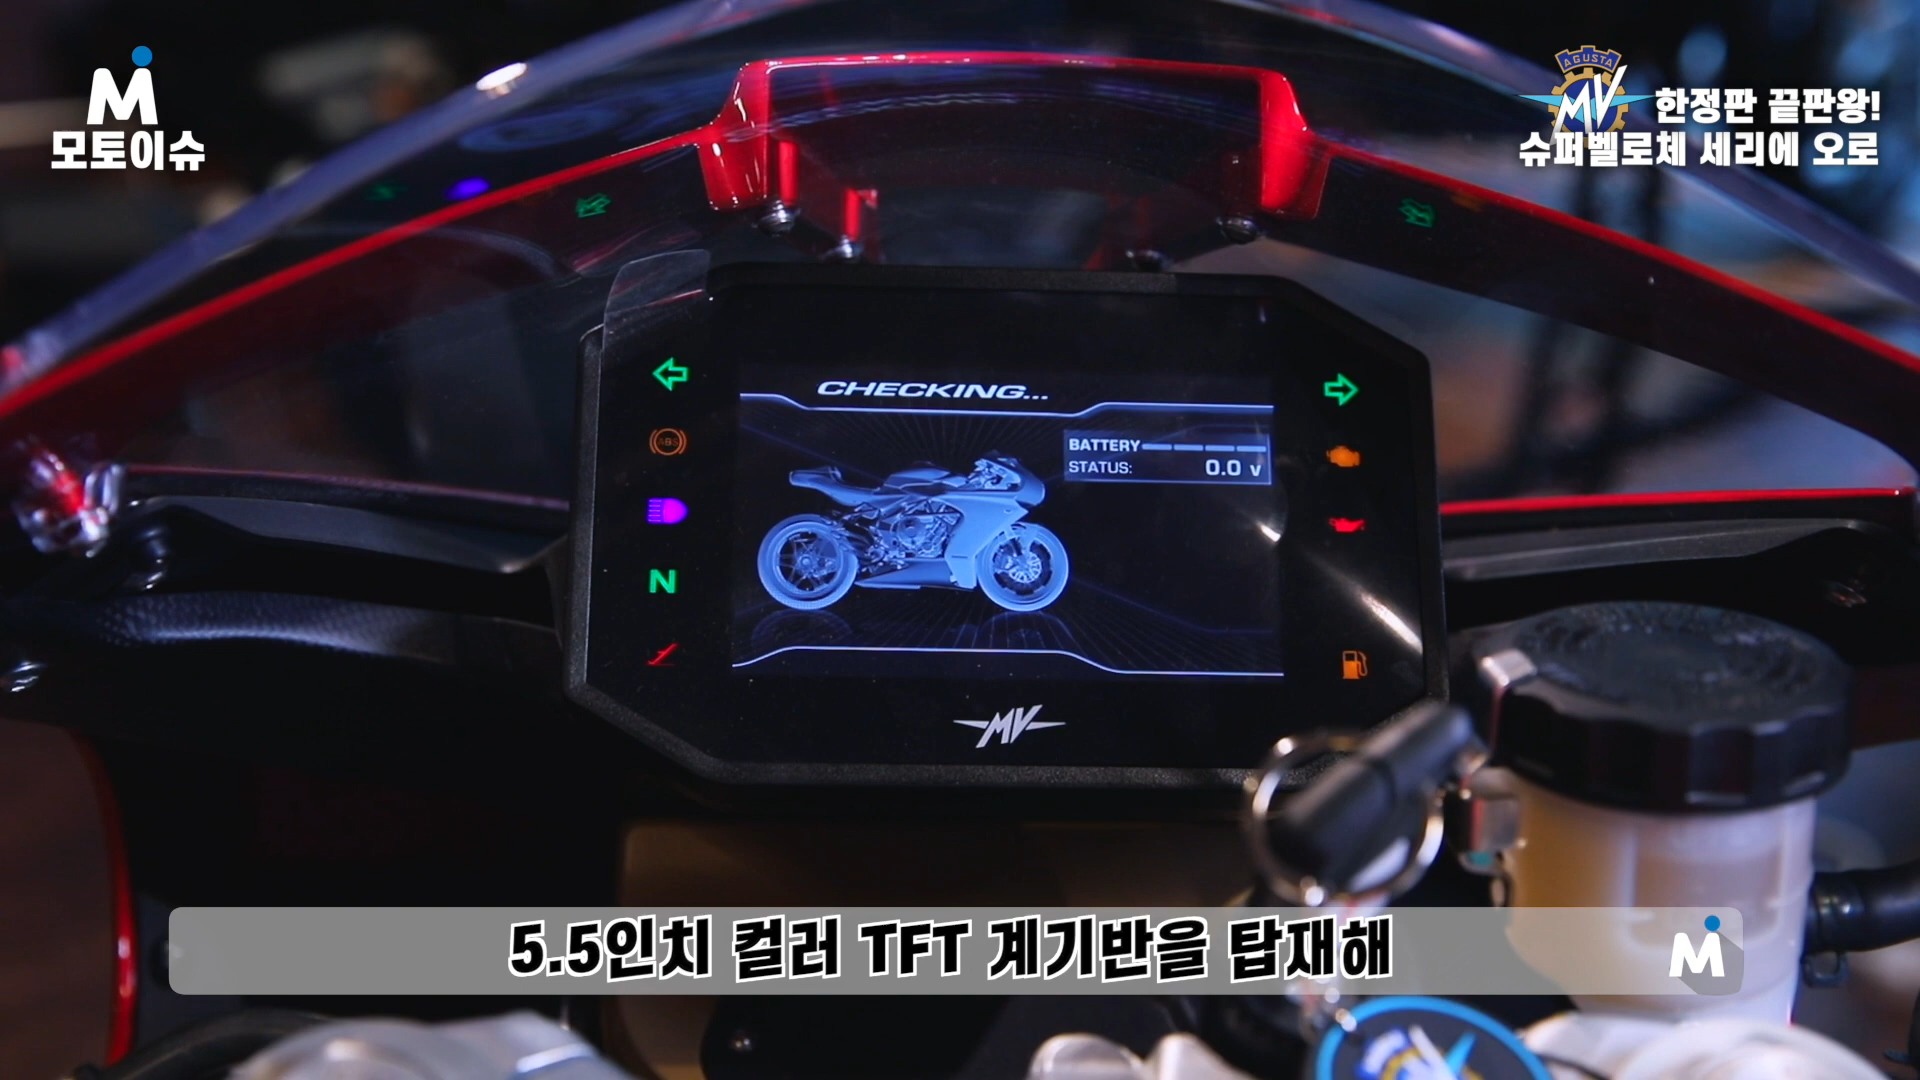 M
모토이슈
AGUSTA
MV
한정판 끝판왕!
슈퍼벨로체 세리에 오로
CHECKING...
BATTERY
STATUS: 0.0 v
ABS
N
MV
5.5인치 컬러 TFT 계기반을 탑재해
M